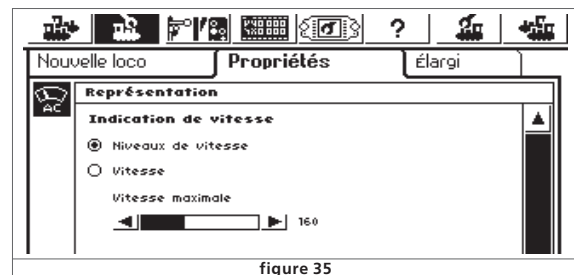 ?
Nouvelle loco Propriétés Élargi
AC
Représentation
Indication de vitesse
Niveaux de vitesse
Vitesse
Vitesse maximale
160
figure 35